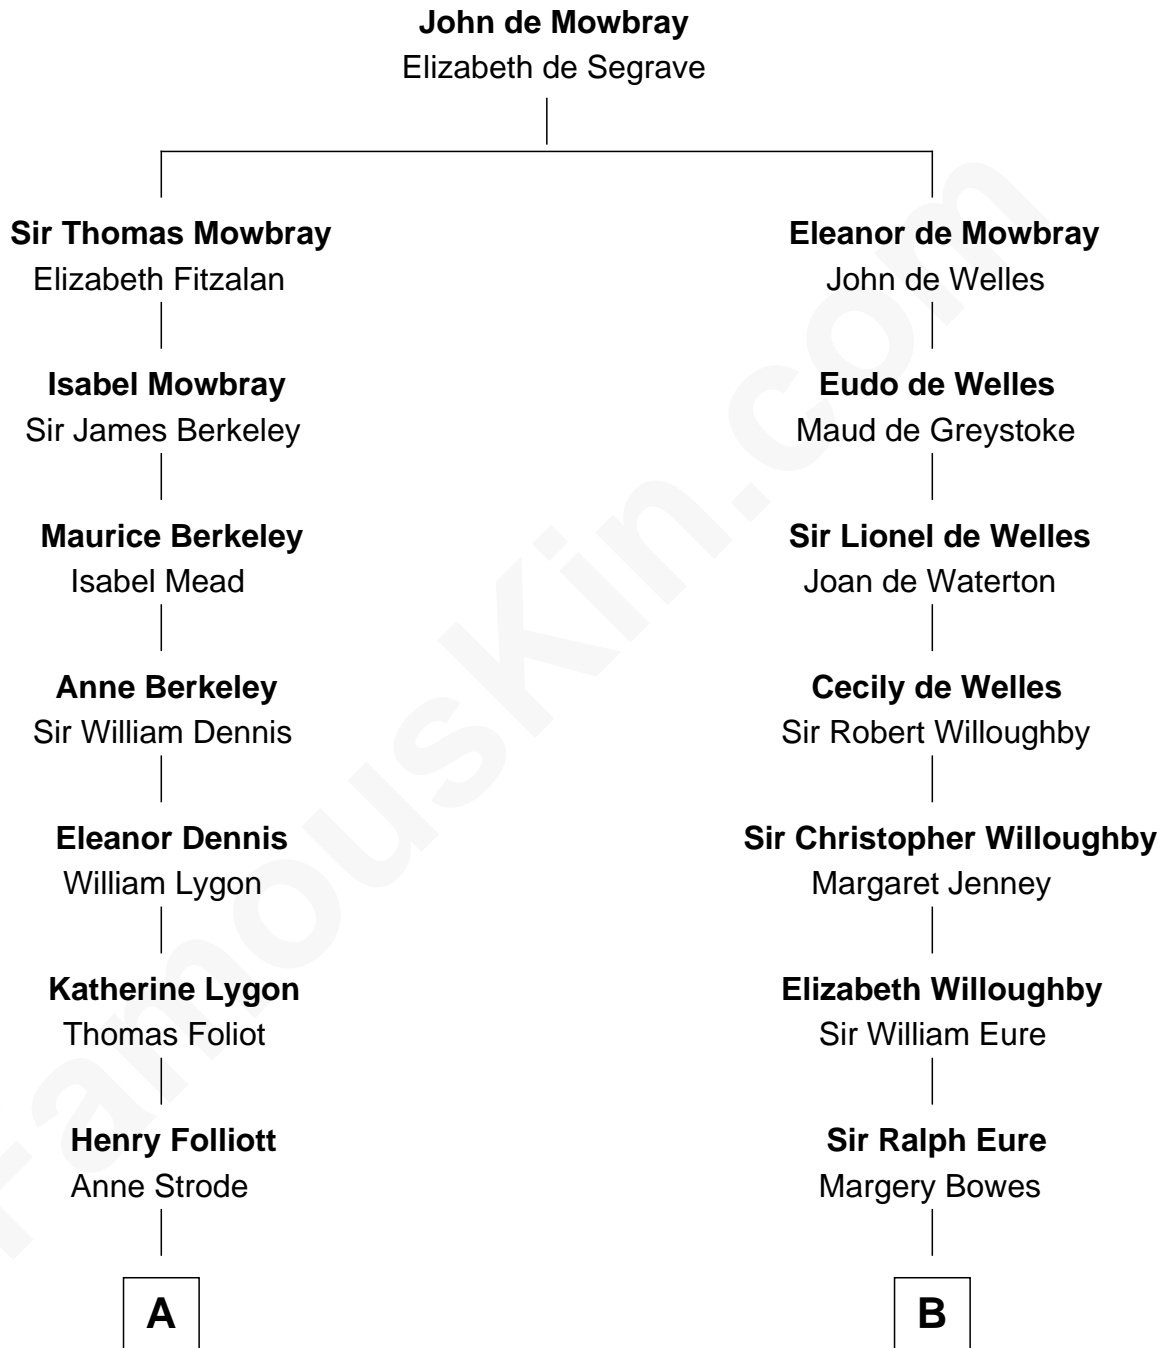 John de Mowbray
Elizabeth de Segrave
Sir Thomas Mowbray
Elizabeth Fitzalan
Isabel Mowbray
Sir James Berkeley
Maurice Berkeley
Isabel Mead
Anne Berkeley
Sir William Dennis
Eleanor Dennis
William Lygon
Katherine Lygon
Thomas Foliot
Henry Folliott
Anne Strode
A
Eleanor de Mowbray
John de Welles
Eudo de Welles
Maud de Greystoke
Sir Lionel de Welles
Joan de Waterton
Cecily de Welles
Sir Robert Willoughby
Sir Christopher Willoughby
Margaret Jenney
Elizabeth Willoughby
Sir William Eure
Sir Ralph Eure
Margery Bowes
B
FamousKin.com